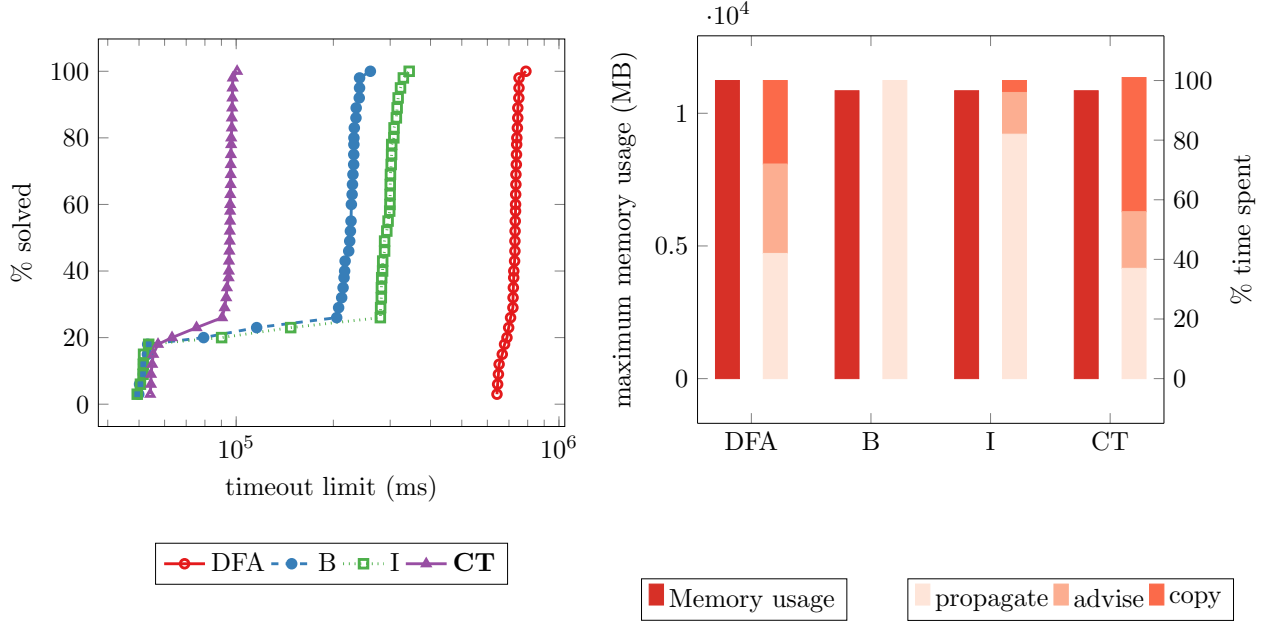 100
80
60
40
20
0
% solved
10^5
10^6
timeout limit (ms)
DFA B I CT
·10^4
1
0.5
0
maximum memory usage (MB)
100
80
60
40
20
0
% time spent
DFA B I CT
Memory usage
propagate advise copy